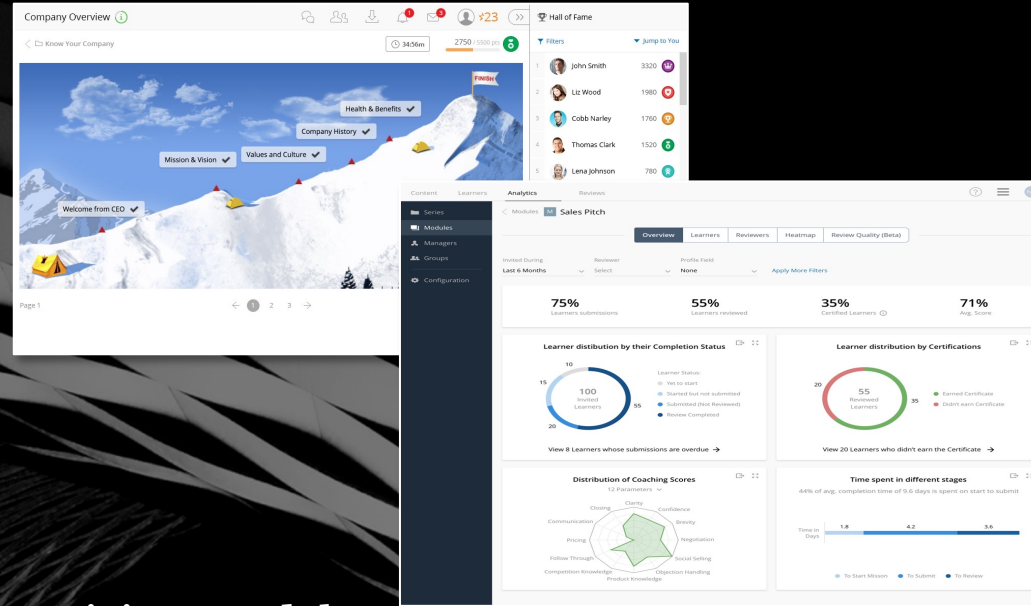 Company Overview
1
3
23
Know Your Company
34:56m
2750 / 5500 pts
FINISH
Health & Benefits
Company History
Values and Culture
Mission & Vision
Welcome from CEO
Page 1
1 2 3
Hall of Fame
Filters
Jump to You
1 John Smith 3320
2 Liz Wood 1980
3 Cobb Narley 1760
4 Thomas Clark 1520
5 Lena Johnson 780
Content Learners Analytics Reviews
Series
Modules
Managers
Groups
Configuration
Modules M Sales Pitch
Overview Learners Reviewers Heatmap Review Quality (Beta)
Invited During Reviewer Profile Field
Last 6 Months Select None Apply More Filters
75% 55% 35% 71%
Learners submissions Learners reviewed Certified Learners Avg. Score
Learner distibution by their Completion Status
10
15
20
55
100
Invited
Learners
Learner Status:
Yet to start
Started but not submitted
Submitted (Not Reviewed)
Review Completed
View 8 Learners whose submissions are overdue
Learner distribution by Certifications
20
35
55
Reviewed
Learners
Earned Certificate
Didn't earn Certificate
View 20 Learners who didn't earn the Certificate
Distribution of Coaching Scores
12 Parameters
Clarity
Confidence
Brevity
Negotiation
Social Selling
Objection Handling
Product Knowledge
Competition Knowledge
Follow Through
Pricing
Communication
Closing
Time spent in different stages
44% of avg. completion time of 9.6 days is spent on start to submit
Time in
Days
1.8 4.2 3.6
To Start Misson To Submit To Review